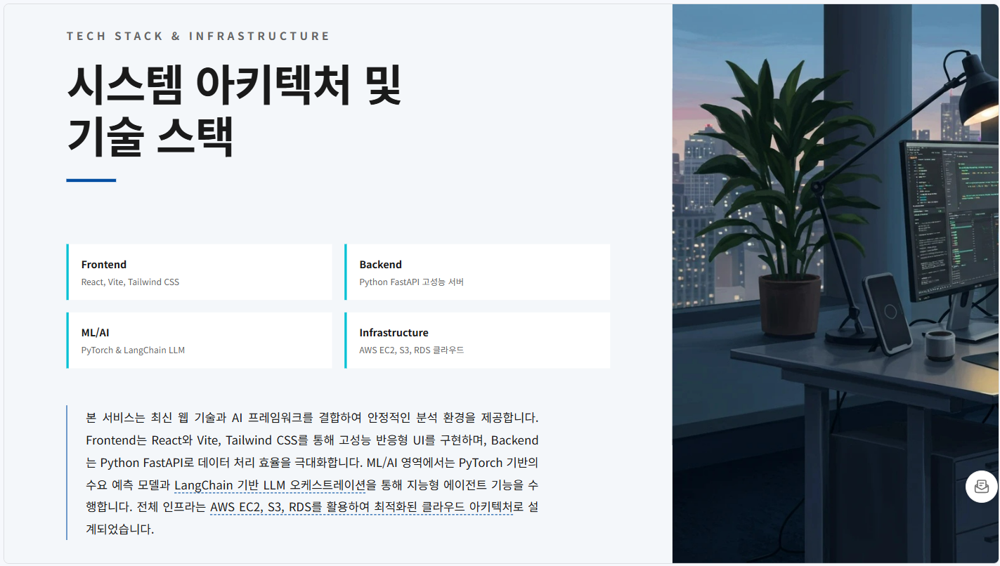 TECH STACK & INFRASTRUCTURE
시스템 아키텍처 및
기술 스택
Frontend
React, Vite, Tailwind CSS
Backend
Python FastAPI 고성능 서버
ML/AI
PyTorch & LangChain LLM
Infrastructure
AWS EC2, S3, RDS 클라우드
본 서비스는 최신 웹 기술과 AI 프레임워크를 결합하여 안정적인 분석 환경을 제공합니다.
Frontend는 React와 Vite, Tailwind CSS를 통해 고성능 반응형 UI를 구현하며, Backend
는 Python FastAPI로 데이터 처리 효율을 극대화합니다. ML/AI 영역에서는 PyTorch 기반의
수요 예측 모델과 LangChain 기반 LLM 오케스트레이션을 통해 지능형 에이전트 기능을 수
행합니다. 전체 인프라는 AWS EC2, S3, RDS를 활용하여 최적화된 클라우드 아키텍처로 설
계되었습니다.